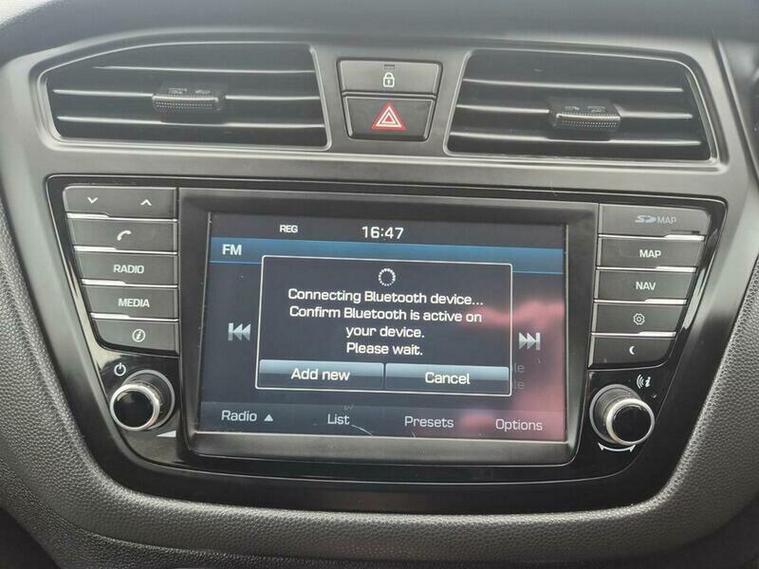 REG 16:47
FM
Connecting Bluetooth device...
Confirm Bluetooth is active on
your device.
Please wait.
Add new Cancel
Radio ▲ List Presets Options
RADIO
MEDIA
SD MAP
MAP
NAV